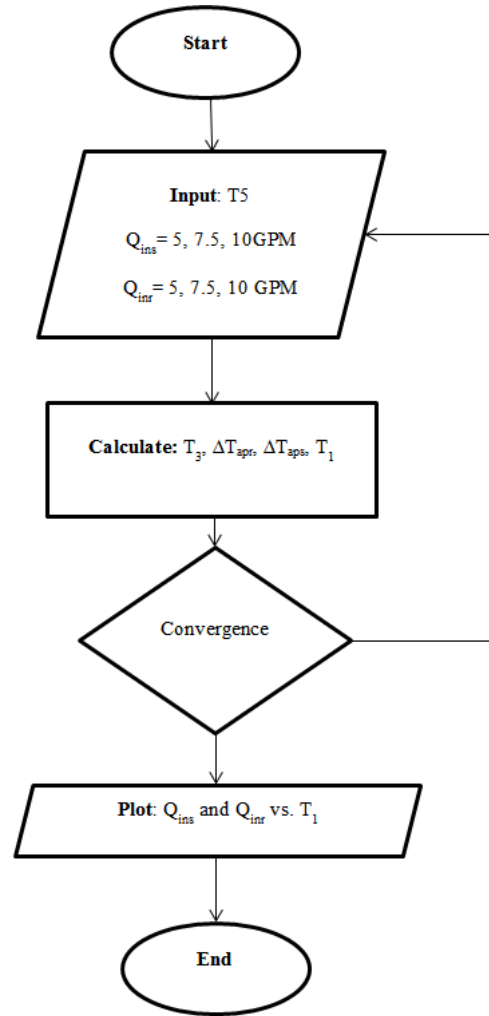 Start
Input: T5
Qins= 5, 7.5, 10GPM
Qinr= 5, 7.5, 10 GPM
Calculate: T3, ΔTapr, ΔTaps, T1
Convergence
Plot: Qins and Qinr vs. T1
End